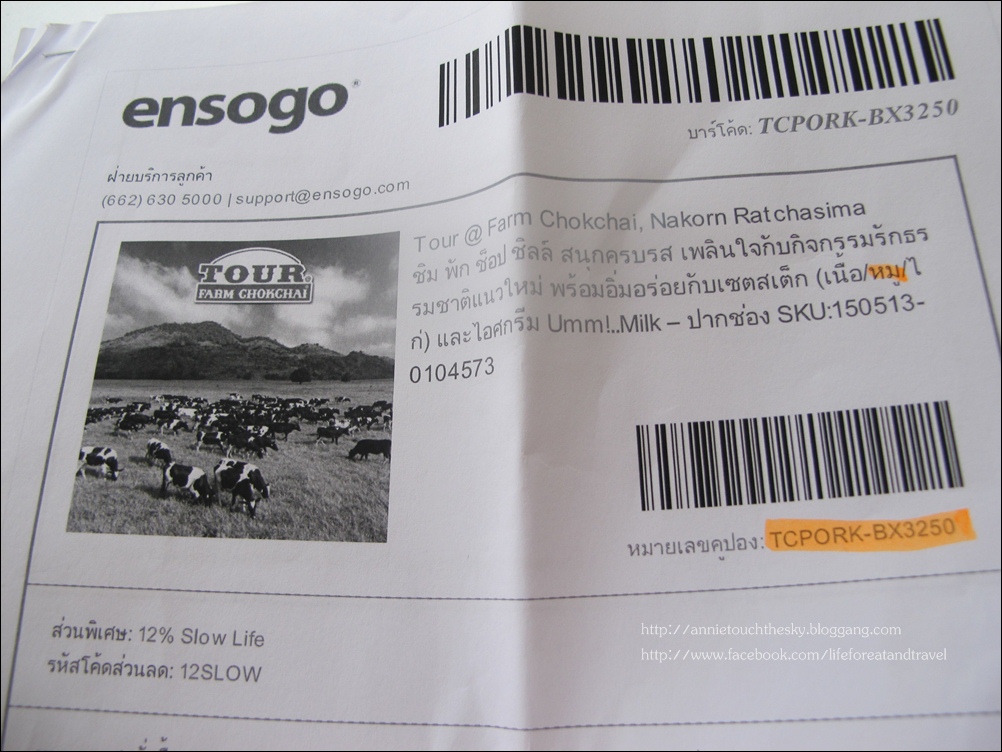 ensogo®
บาร์โค้ด: TCPORK-BX3250
ฝ่ายบริการลูกค้า
(662) 630 5000 | support@ensogo.com
TOUR®
FARM CHOKCHAI
Tour @ Farm Chokchai, Nakorn Ratchasima
ชิม พัก ช็อป ชิลล์ สนุกครบรส เพลินใจกับกิจกรรมรักธร
รมชาติแนวใหม่ พร้อมอิ่มอร่อยกับเซตสเต็ก (เนื้อ/หมู/ไ
ก่) และไอศกรีม Umm!..Milk – ปากช่อง SKU:150513-
0104573
หมายเลขคูปอง: TCPORK-BX3250
ส่วนพิเศษ: 12% Slow Life
รหัสโค้ดส่วนลด: 12SLOW
http://annietouchthesky.bloggang.com
http://www.facebook.com/lifeforeatandtravel